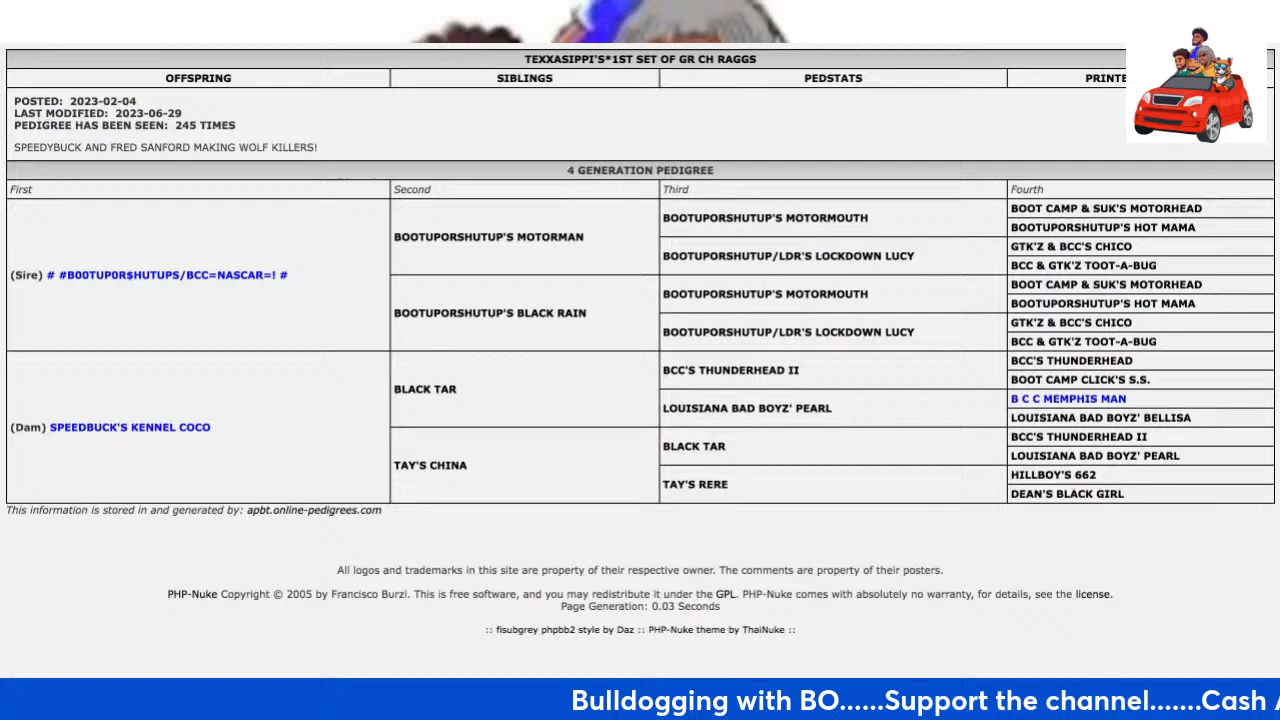 TEXXASIPPI'S*1ST SET OF GR CH RAGGS
OFFSPRING SIBLINGS PEDSTATS PRINTE
POSTED: 2023-02-04
LAST MODIFIED: 2023-06-29
PEDIGREE HAS BEEN SEEN: 245 TIMES
SPEEDYBUCK AND FRED SANFORD MAKING WOLF KILLERS!
4 GENERATION PEDIGREE
First Second Third Fourth
(Sire) # #B00TUP0R$HUTUPS/BCC=NASCAR=! #
BOOTUPORSHUTUP'S MOTORMAN
BOOTUPORSHUTUP'S MOTORMOUTH
BOOT CAMP & SUK'S MOTORHEAD
BOOTUPORSHUTUP'S HOT MAMA
BOOTUPORSHUTUP/LDR'S LOCKDOWN LUCY
GTK'Z & BCC'S CHICO
BCC & GTK'Z TOOT-A-BUG
BOOTUPORSHUTUP'S BLACK RAIN
BOOTUPORSHUTUP'S MOTORMOUTH
BOOT CAMP & SUK'S MOTORHEAD
BOOTUPORSHUTUP'S HOT MAMA
BOOTUPORSHUTUP/LDR'S LOCKDOWN LUCY
GTK'Z & BCC'S CHICO
BCC & GTK'Z TOOT-A-BUG
(Dam) SPEEDBUCK'S KENNEL COCO
BLACK TAR
BCC'S THUNDERHEAD II
BCC'S THUNDERHEAD
BOOT CAMP CLICK'S S.S.
LOUISIANA BAD BOYZ' PEARL
B C C MEMPHIS MAN
LOUISIANA BAD BOYZ' BELLISA
TAY'S CHINA
BLACK TAR
BCC'S THUNDERHEAD II
LOUISIANA BAD BOYZ' PEARL
TAY'S RERE
HILLBOY'S 662
DEAN'S BLACK GIRL
This information is stored in and generated by: apbt.online-pedigrees.com
All logos and trademarks in this site are property of their respective owner. The comments are property of their posters.
PHP-Nuke Copyright © 2005 by Francisco Burzi. This is free software, and you may redistribute it under the GPL. PHP-Nuke comes with absolutely no warranty, for details, see the license.
Page Generation: 0.03 Seconds
:: fisubgrey phpbb2 style by Daz :: PHP-Nuke theme by ThaiNuke ::
Bulldogging with BO......Support the channel.......Cash